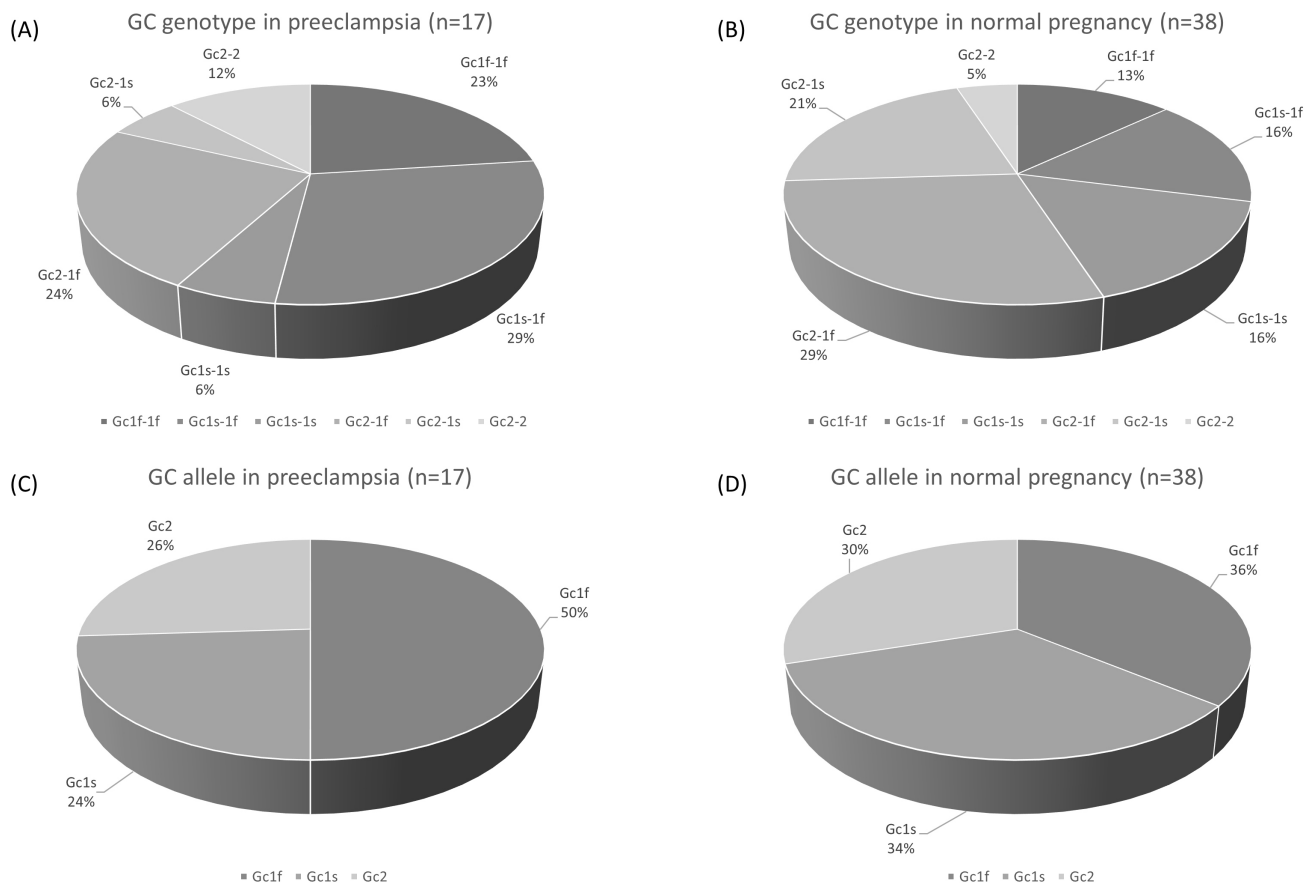 (A)
GC genotype in preeclampsia (n=17)
Gc2-2
12%
Gc1f-1f
23%
Gc2-1s
6%
Gc2-1f
24%
Gc1s-1f
29%
Gc1s-1s
6%
Gc1f-1f Gc1s-1f Gc1s-1s Gc2-1f Gc2-1s Gc2-2
(B)
GC genotype in normal pregnancy (n=38)
Gc2-2
5%
Gc1f-1f
13%
Gc2-1s
21%
Gc1s-1f
16%
Gc1s-1s
16%
Gc2-1f
29%
Gc1f-1f Gc1s-1f Gc1s-1s Gc2-1f Gc2-1s Gc2-2
(C)
GC allele in preeclampsia (n=17)
Gc2
26%
Gc1f
50%
Gc1s
24%
Gc1f Gc1s Gc2
(D)
GC allele in normal pregnancy (n=38)
Gc2
30%
Gc1f
36%
Gc1s
34%
Gc1f Gc1s Gc2